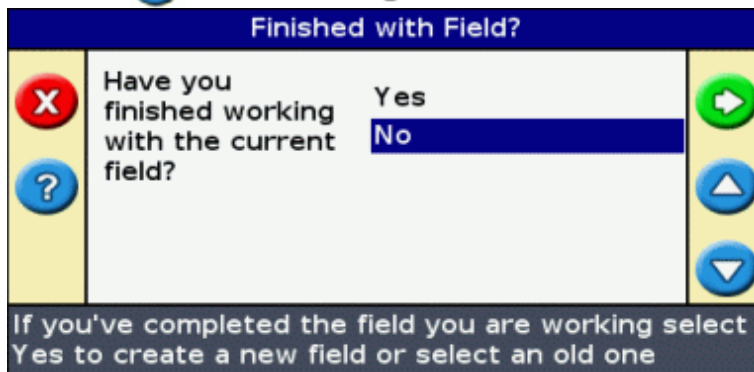 Finished with Field?
Have you
finished working
with the current
field?
Yes
No
If you've completed the field you are working select
Yes to create a new field or select an old one